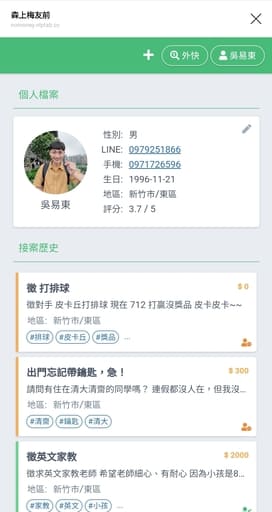 森上梅友前
外快
吳易東
個人檔案
性別: 男
LINE: 0979251866
手機: 0971726596
生日: 1996-11-21
地區: 新竹市/東區
評分: 3.7 / 5
吳易東
接案歷史
徵 打排球
$ 0
徵對手 皮卡丘打排球 現在 712 打贏沒獎品 皮卡皮卡~~
地區: 新竹市/東區
#排球 #皮卡丘 #獎品
出門忘記帶鑰匙，急！
$ 300
請問有住在清大清齋的同學嗎？ 連假都沒人在，但我沒...
#清齋 #鑰匙 #清大
徵英文家教
$ 2000
徵求英文家教老師 希望老師細心、有耐心 因為小孩是8...
地區: 新竹市/東區
#家教 #英文 #小孩